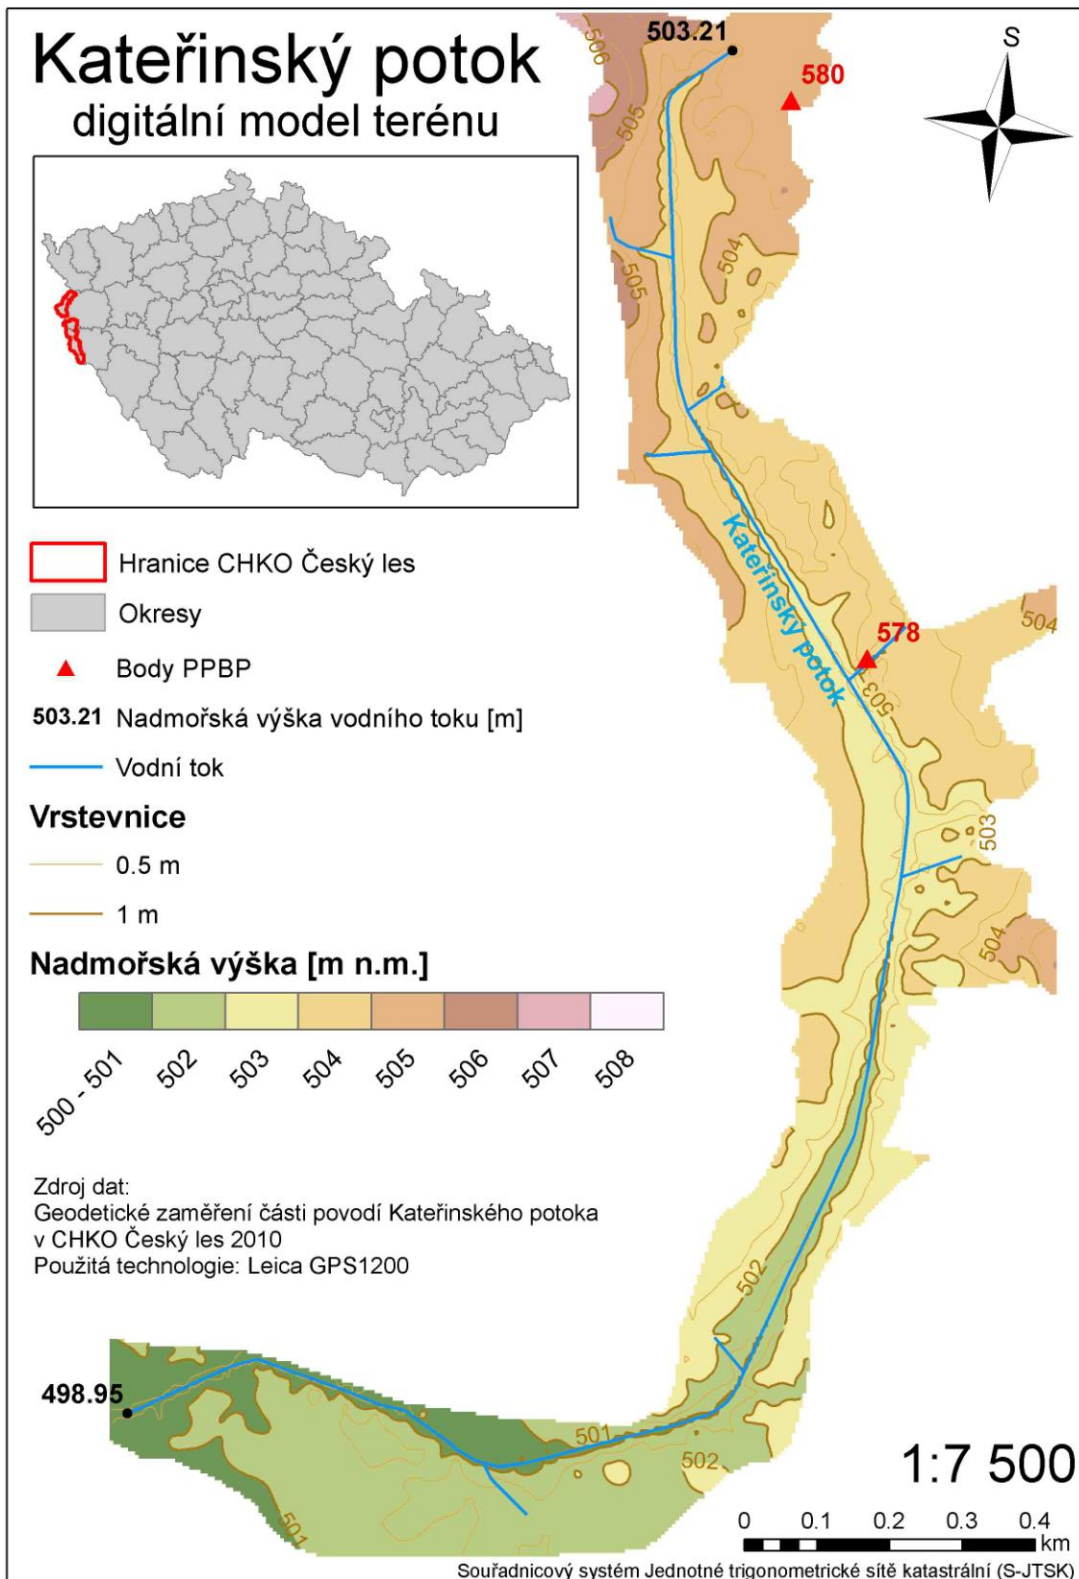 Kateřinský potok
digitální model terénu
S
503.21
580
506
505
504
505
Kateřinský potok
578
503
504
503
504
Hranice CHKO Český les
Okresy
Body PPBP
503.21 Nadmořská výška vodního toku [m]
Vodní tok
Vrstevnice
0.5 m
1 m
Nadmořská výška [m n.m.]
500 - 501 502 503 504 505 506 507 508
Zdroj dat:
Geodetické zaměření části povodí Kateřinského potoka
v CHKO Český les 2010
Použitá technologie: Leica GPS1200
502
498.95
501
502
501
1:7 500
0 0.1 0.2 0.3 0.4
km
Souřadnicový systém Jednotné trigonometrické sítě katastrální (S-JTSK)